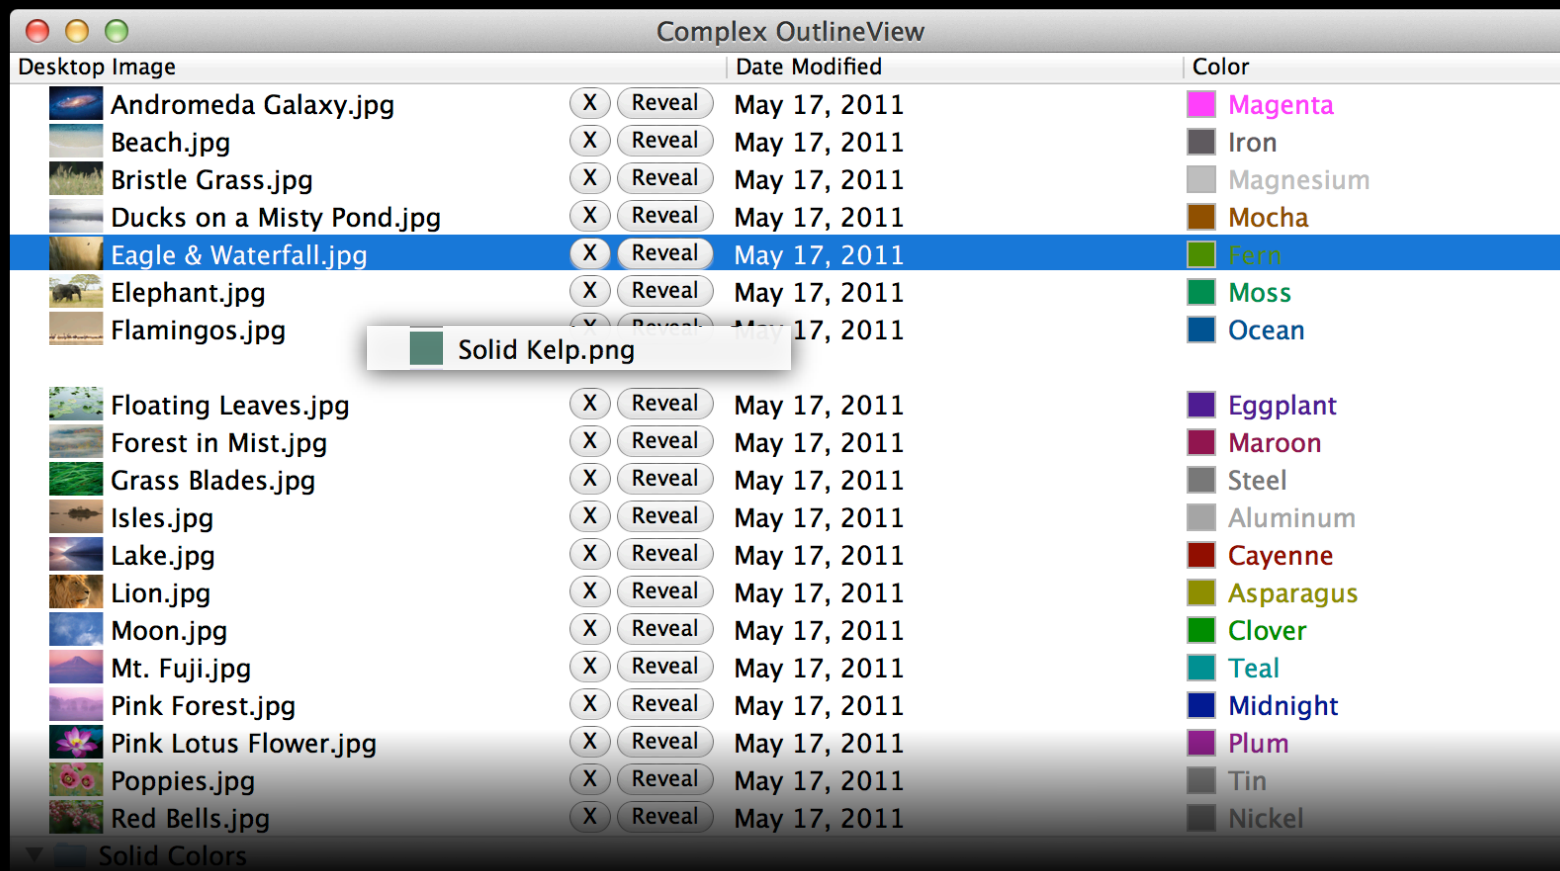 Complex OutlineView
Desktop Image Date Modified Color
Andromeda Galaxy.jpg X Reveal May 17, 2011 Magenta
Beach.jpg X Reveal May 17, 2011 Iron
Bristle Grass.jpg X Reveal May 17, 2011 Magnesium
Ducks on a Misty Pond.jpg X Reveal May 17, 2011 Mocha
Eagle & Waterfall.jpg X Reveal May 17, 2011 Fern
Elephant.jpg X Reveal May 17, 2011 Moss
Flamingos.jpg X Reveal May 17, 2011 Ocean
Solid Kelp.png
Floating Leaves.jpg X Reveal May 17, 2011 Eggplant
Forest in Mist.jpg X Reveal May 17, 2011 Maroon
Grass Blades.jpg X Reveal May 17, 2011 Steel
Isles.jpg X Reveal May 17, 2011 Aluminum
Lake.jpg X Reveal May 17, 2011 Cayenne
Lion.jpg X Reveal May 17, 2011 Asparagus
Moon.jpg X Reveal May 17, 2011 Clover
Mt. Fuji.jpg X Reveal May 17, 2011 Teal
Pink Forest.jpg X Reveal May 17, 2011 Midnight
Pink Lotus Flower.jpg X Reveal May 17, 2011 Plum
Poppies.jpg X Reveal May 17, 2011 Tin
Red Bells.jpg X Reveal May 17, 2011 Nickel
Solid Colors